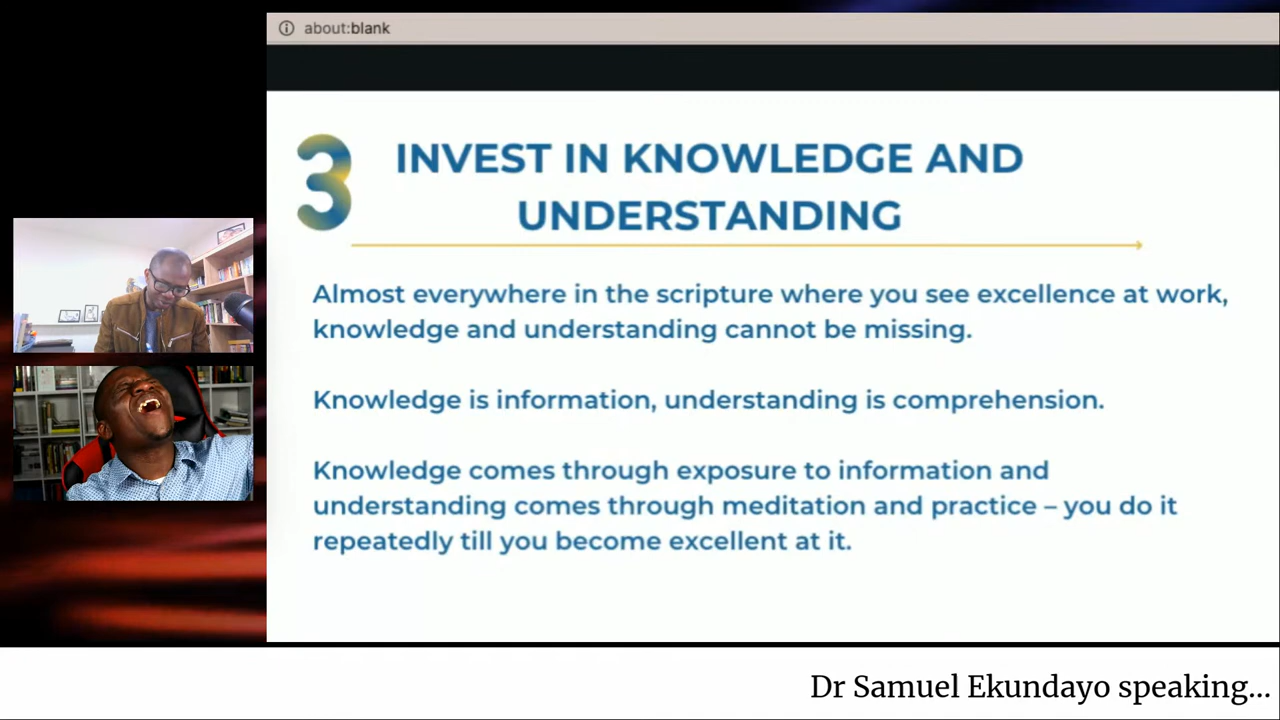 about:blank
3
INVEST IN KNOWLEDGE AND
UNDERSTANDING
Almost everywhere in the scripture where you see excellence at work,
knowledge and understanding cannot be missing.
Knowledge is information, understanding is comprehension.
Knowledge comes through exposure to information and
understanding comes through meditation and practice – you do it
repeatedly till you become excellent at it.
Dr Samuel Ekundayo speaking...